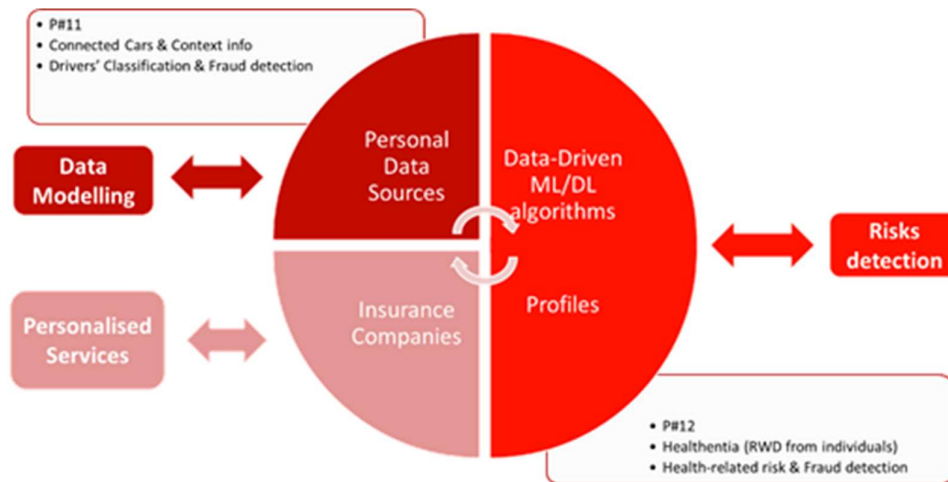 • P#11
• Connected Cars & Context info
• Drivers' Classification & Fraud detection
Data
Modelling
Personal
Data
Sources
Data-Driven
ML/DL
algorithms
Risks
detection
Personalised
Services
Insurance
Companies
Profiles
• P#12
• Healthentia (RWD from individuals)
• Health-related risk & Fraud detection